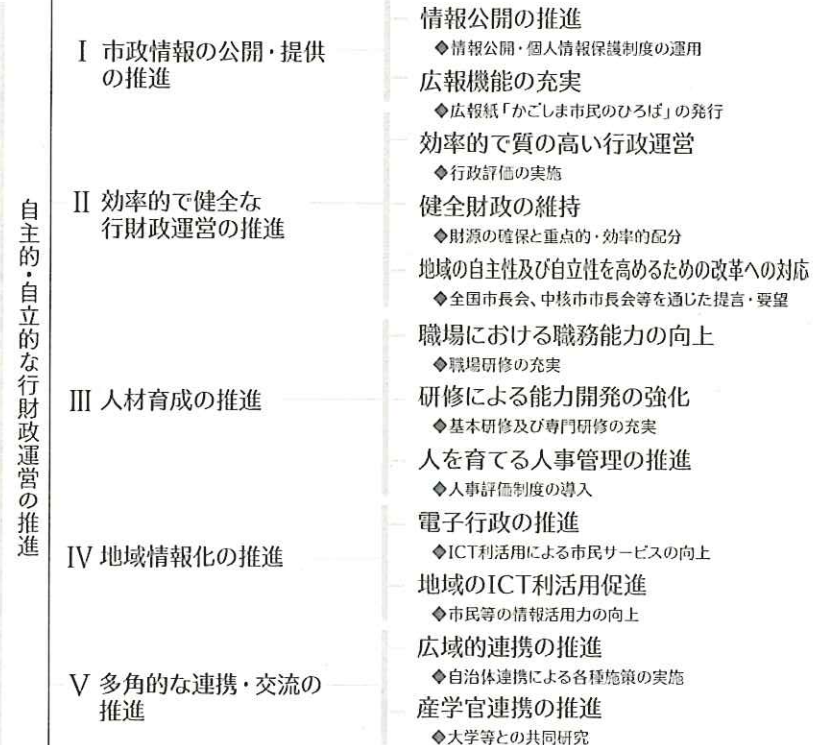 自主的・自立的な行財政運営の推進
Ⅰ 市政情報の公開・提供
の推進
情報公開の推進
◆情報公開・個人情報保護制度の運用
広報機能の充実
◆広報紙「かごしま市民のひろば」の発行
Ⅱ 効率的で健全な
行財政運営の推進
効率的で質の高い行政運営
◆行政評価の実施
健全財政の維持
◆財源の確保と重点的・効率的配分
地域の自主性及び自立性を高めるための改革への対応
◆全国市長会、中核市市長会等を通じた提言・要望
Ⅲ 人材育成の推進
職場における職務能力の向上
◆職場研修の充実
研修による能力開発の強化
◆基本研修及び専門研修の充実
人を育てる人事管理の推進
◆人事評価制度の導入
Ⅳ 地域情報化の推進
電子行政の推進
◆ICT利活用による市民サービスの向上
地域のICT利活用促進
◆市民等の情報活用力の向上
Ⅴ 多角的な連携・交流の
推進
広域的連携の推進
◆自治体連携による各種施策の実施
産学官連携の推進
◆大学等との共同研究